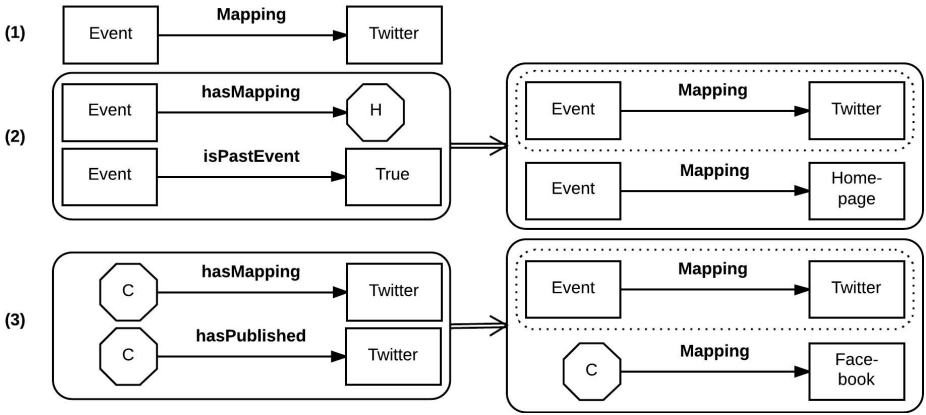 (1)
Event
Mapping
Twitter
(2)
Event
hasMapping
H
Event
isPastEvent
True
Event
Mapping
Twitter
Event
Mapping
Home-
page
(3)
C
hasMapping
Twitter
C
hasPublished
Twitter
Event
Mapping
Twitter
C
Mapping
Face-
book